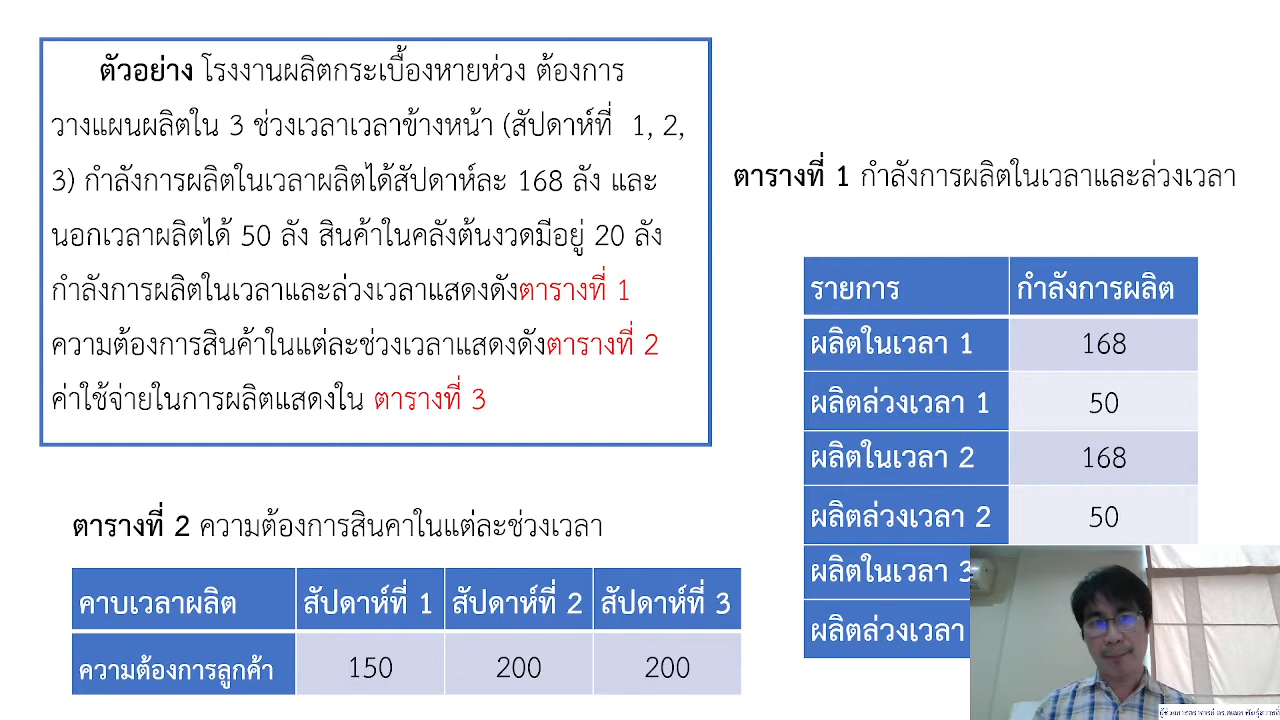 ตัวอย่าง โรงงานผลิตกระเบื้องหายห่วง ต้องการ
วางแผนผลิตใน 3 ช่วงเวลาเวลาข้างหน้า (สัปดาห์ที่ 1, 2,
3) กำลังการผลิตในเวลาผลิตได้สัปดาห์ละ 168 ลัง และ
นอกเวลาผลิตได้ 50 ลัง สินค้าในคลังต้นงวดมีอยู่ 20 ลัง
กำลังการผลิตในเวลาและล่วงเวลาแสดงดังตารางที่ 1
ความต้องการสินค้าในแต่ละช่วงเวลาแสดงดังตารางที่ 2
ค่าใช้จ่ายในการผลิตแสดงใน ตารางที่ 3
ตารางที่ 1 กำลังการผลิตในเวลาและล่วงเวลา
รายการ กำลังการผลิต
ผลิตในเวลา 1 168
ผลิตล่วงเวลา 1 50
ผลิตในเวลา 2 168
ผลิตล่วงเวลา 2 50
ผลิตในเวลา 3
ผลิตล่วงเวลา
ตารางที่ 2 ความต้องการสินคาในแต่ละช่วงเวลา
คาบเวลาผลิต สัปดาห์ที่ 1 สัปดาห์ที่ 2 สัปดาห์ที่ 3
ความต้องการลูกค้า 150 200 200